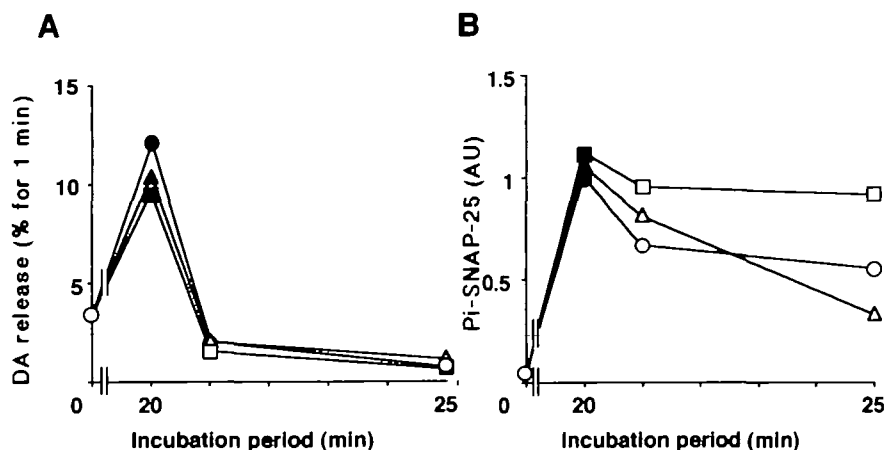 A
DA release (% for 1 min)
15
10
5
0
20
25
Incubation period (min)
B
Pi-SNAP-25 (AU)
1.5
1
0.5
0
20
25
Incubation period (min)